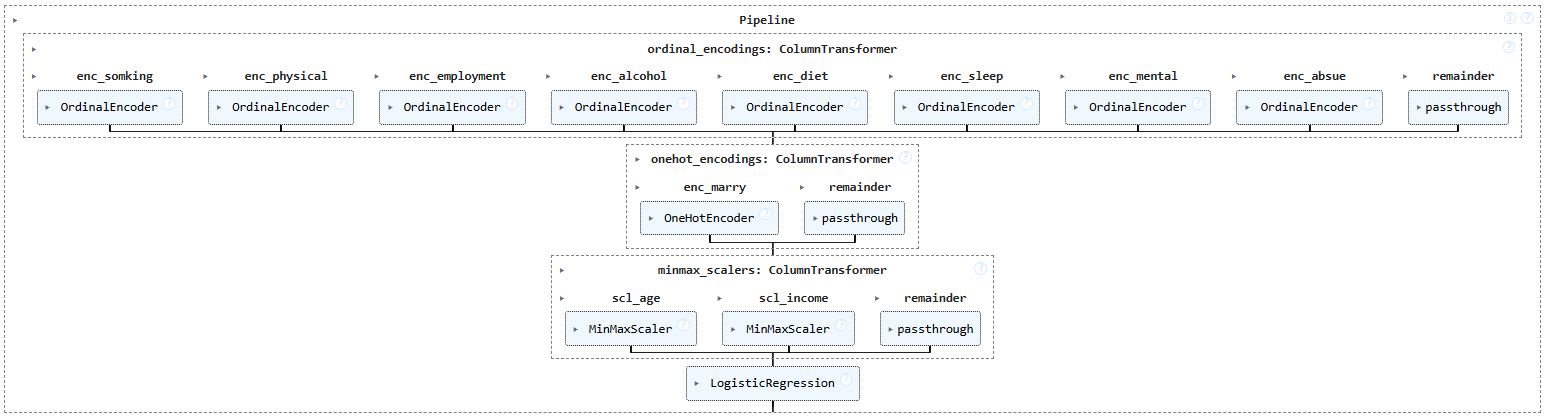 Pipeline
ordinal_encodings: ColumnTransformer
enc_somking enc_physical enc_employment enc_alcohol enc_diet enc_sleep enc_mental enc_absue remainder
OrdinalEncoder OrdinalEncoder OrdinalEncoder OrdinalEncoder OrdinalEncoder OrdinalEncoder OrdinalEncoder OrdinalEncoder passthrough
onehot_encodings: ColumnTransformer
enc_marry remainder
OneHotEncoder passthrough
minmax_scalers: ColumnTransformer
scl_age scl_income remainder
MinMaxScaler MinMaxScaler passthrough
LogisticRegression